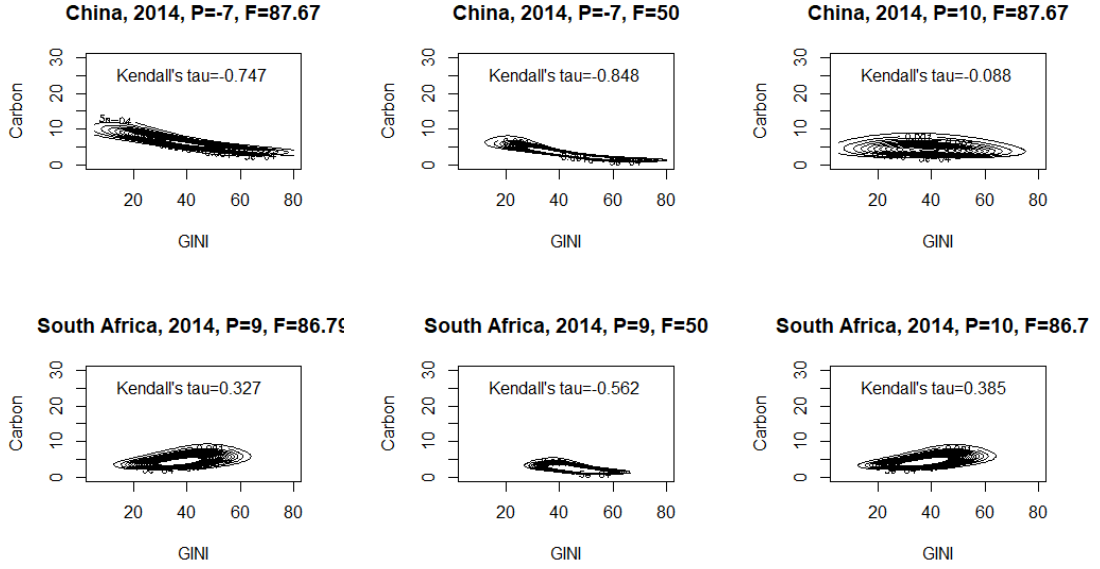 China, 2014, P=-7, F=87.67
China, 2014, P=-7, F=50
China, 2014, P=10, F=87.67
Kendall's tau=-0.747
Kendall's tau=-0.848
Kendall's tau=-0.088
Carbon
0 10 20 30
20 40 60 80
GINI
Carbon
0 10 20 30
20 40 60 80
GINI
Carbon
0 10 20 30
20 40 60 80
GINI
South Africa, 2014, P=9, F=86.79
South Africa, 2014, P=9, F=50
South Africa, 2014, P=10, F=86.7
Kendall's tau=0.327
Kendall's tau=-0.562
Kendall's tau=0.385
Carbon
0 10 20 30
20 40 60 80
GINI
Carbon
0 10 20 30
20 40 60 80
GINI
Carbon
0 10 20 30
20 40 60 80
GINI